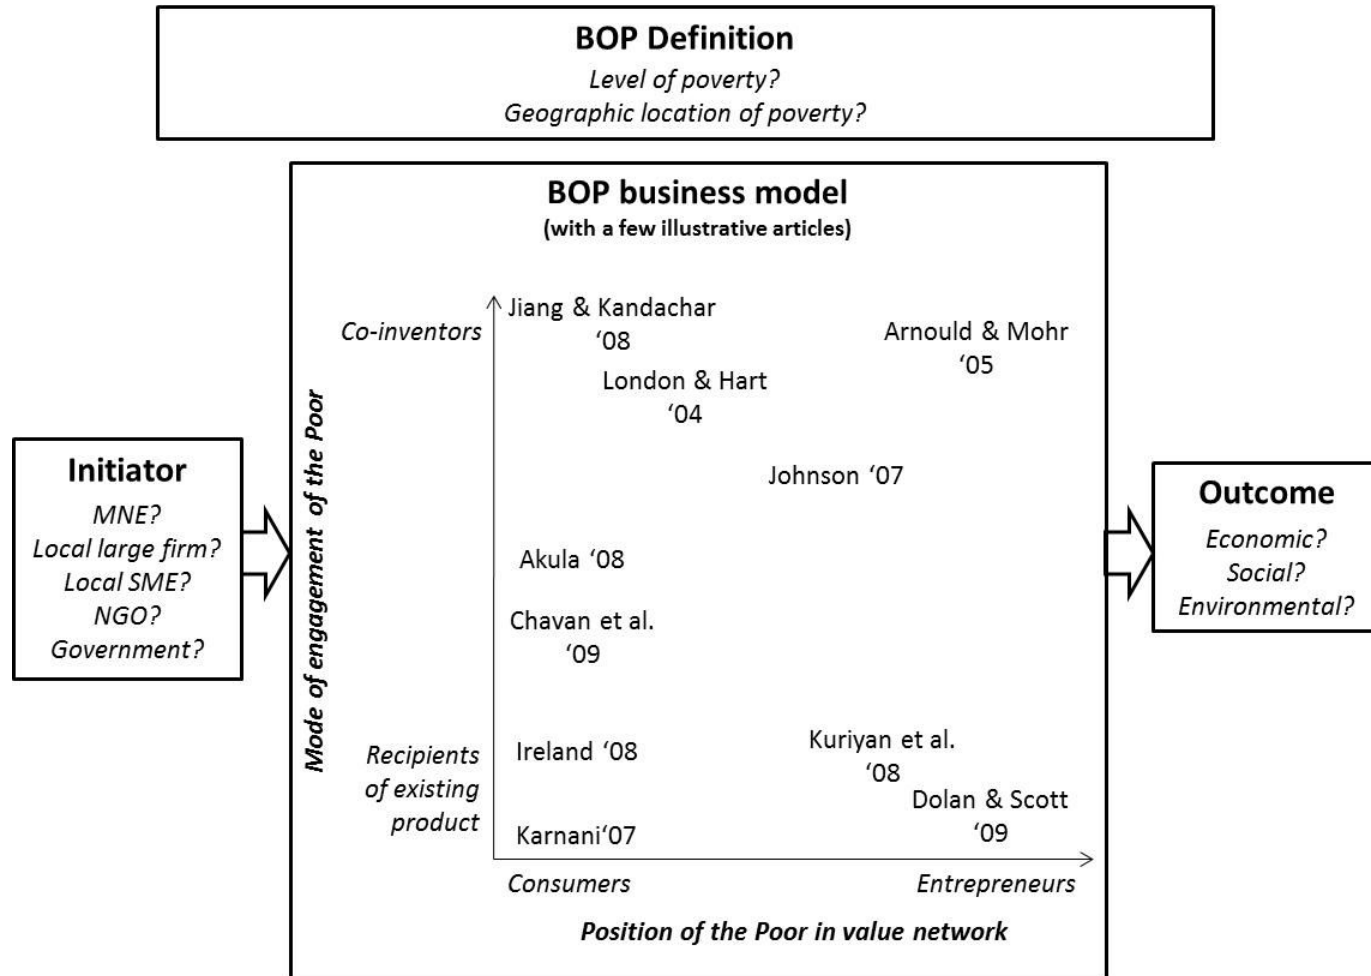 BOP Definition
Level of poverty?
Geographic location of poverty?
BOP business model
(with a few illustrative articles)
Initiator
MNE?
Local large firm?
Local SME?
NGO?
Government?
Mode of engagement of the Poor
Co-inventors
Recipients
of existing
product
Jiang & Kandachar
‘08
Arnould & Mohr
‘05
London & Hart
‘04
Johnson ‘07
Akula ‘08
Chavan et al.
‘09
Ireland ‘08
Kuriyan et al.
‘08
Dolan & Scott
‘09
Karnani‘07
Consumers
Entrepreneurs
Position of the Poor in value network
Outcome
Economic?
Social?
Environmental?